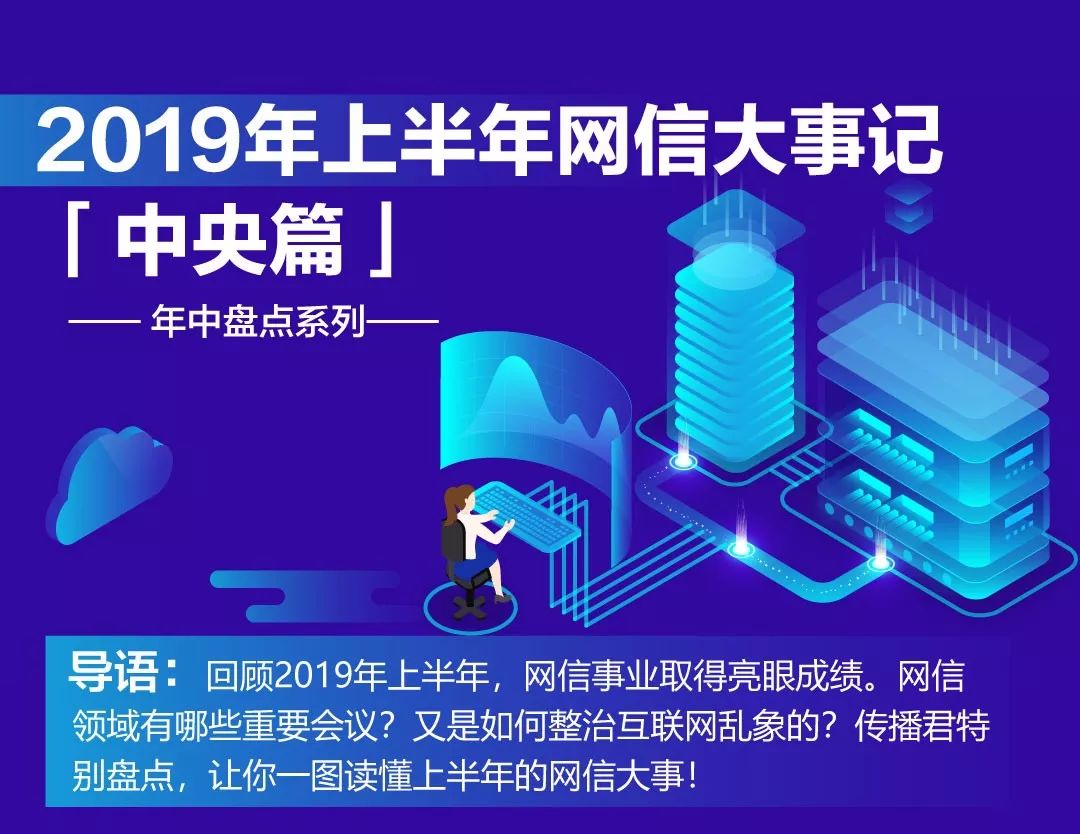 2019年上半年网信大事记
「中央篇」
—— 年中盘点系列——
导语：回顾2019年上半年，网信事业取得亮眼成绩。网信
领域有哪些重要会议？又是如何整治互联网乱象的？传播君特
别盘点，让你一图读懂上半年的网信大事！